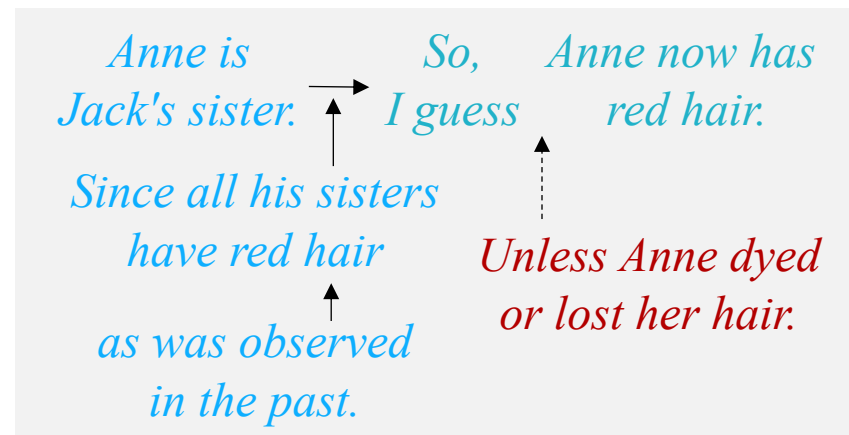 Anne is
Jack's sister.
So,
I guess
Anne now has
red hair.
Since all his sisters
have red hair
Unless Anne dyed
or lost her hair.
as was observed
in the past.